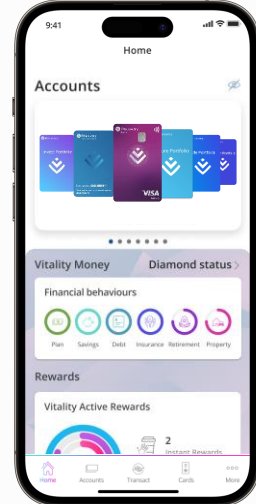 9:41
Home
Accounts
VISA
Vitality Money Diamond status
Financial behaviours
Plan Savings Debt Insurance Retirement Property
Rewards
Vitality Active Rewards
2
Instant Rewards
Home Accounts Transact Cards More